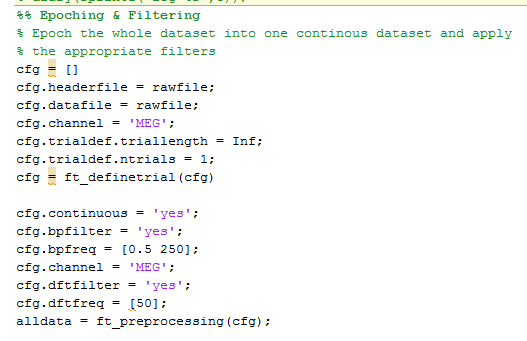 %% Epoching & Filtering
% Epoch the whole dataset into one continous dataset and apply
% the appropriate filters
cfg = []
cfg.headerfile = rawfile;
cfg.datafile = rawfile;
cfg.channel = 'MEG';
cfg.trialdef.triallength = Inf;
cfg.trialdef.ntrials = 1;
cfg = ft_definetrial(cfg)
cfg.continuous = 'yes';
cfg.bpfilter = 'yes';
cfg.bpfreq = [0.5 250];
cfg.channel = 'MEG';
cfg.dftfilter = 'yes';
cfg.dftfreq = [50];
alldata = ft_preprocessing(cfg);